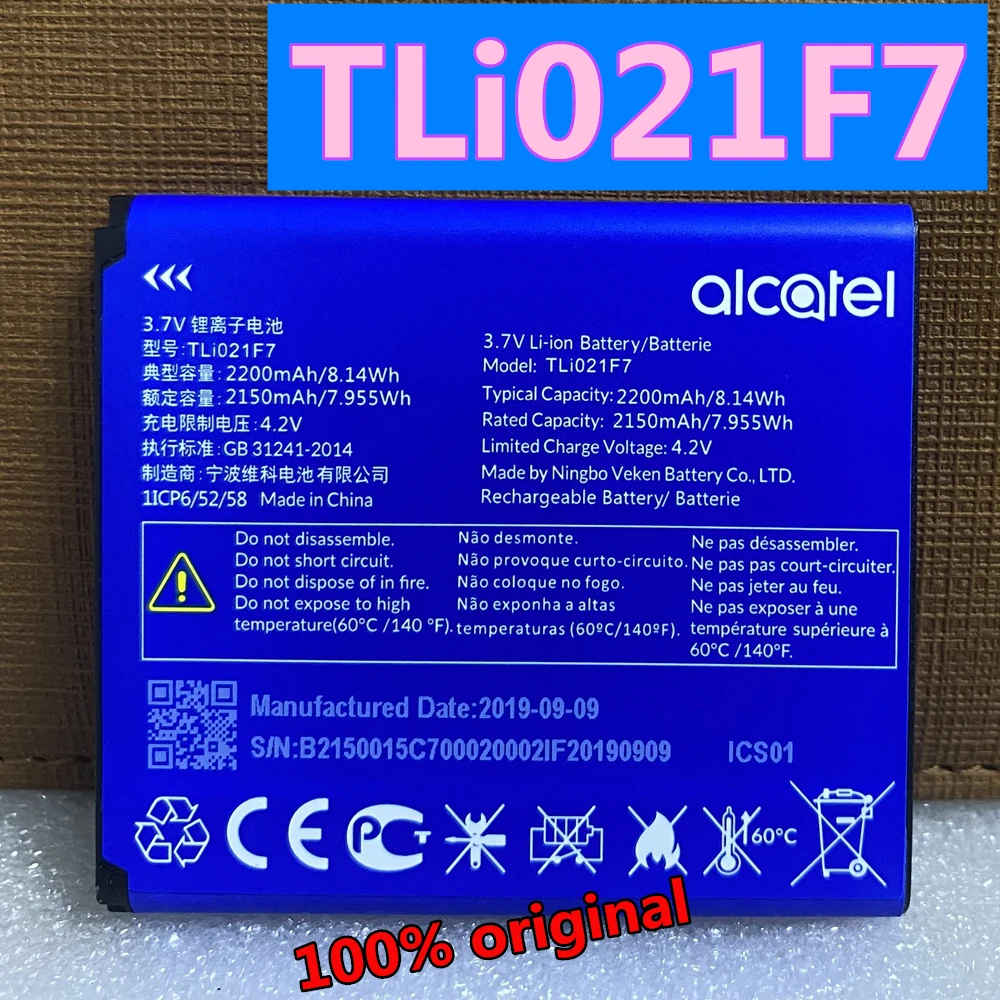 TLi021F7
alcatel
3.7V 锂离子电池
型号:TLi021F7
典型容量: 2200mAh/8.14Wh
额定容量: 2150mAh/7.955Wh
充电限制电压: 4.2V
执行标准: GB 31241-2014
制造商: 宁波维科电池有限公司
1ICP6/52/58 Made in China
3.7V Li-ion Battery/Batterie
Model: TLi021F7
Typical Capacity: 2200mAh/8.14Wh
Rated Capacity: 2150mAh/7.955Wh
Limited Charge Voltage: 4.2V
Made by Ningbo Veken Battery Co., LTD.
Rechargeable Battery/ Batterie
Do not disassemble.
Do not short circuit.
Do not dispose of in fire.
Do not expose to high
temperature(60°C /140 °F).
Não desmonte.
Não provoque curto-circuito.
Não coloque no fogo.
Não exponha a altas
temperaturas (60ºC/140ºF).
Ne pas désassembler.
Ne pas pas court-circuiter.
Ne pas jeter au feu.
Ne pas exposer à une
température supérieure à
60°C /140°F.
Manufactured Date:2019-09-09
S/N:B2150015C700020002IF20190909 ICS01
CE PCT 60°C
100% original